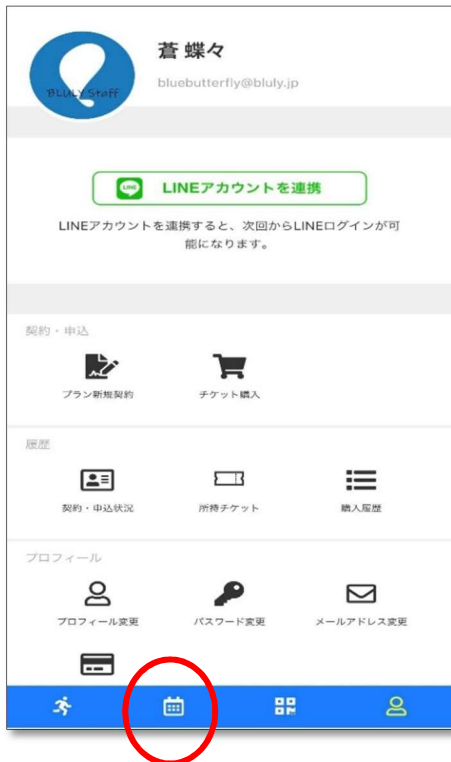 蒼 蝶々
bluebutterfly@bluly.jp
BLULY Staff
LINE
LINEアカウントを連携
LINEアカウントを連携すると、次回からLINEログインが可
能になります。
契約・申込
プラン新規契約
チケット購入
履歴
契約・申込状況
所持チケット
購入履歴
プロフィール
プロフィール変更
パスワード変更
メールアドレス変更